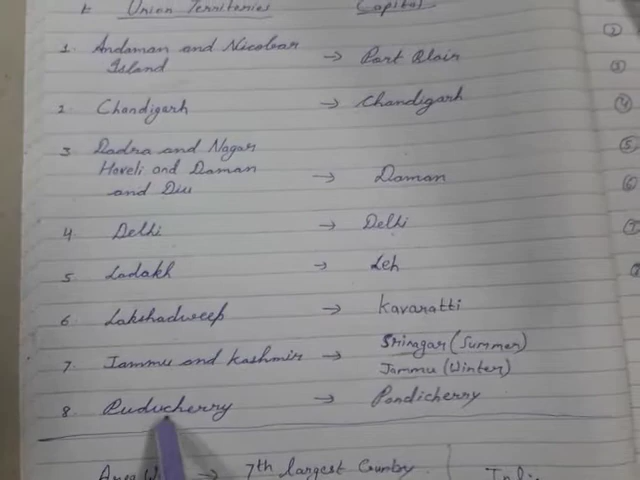 Union Territories Capital
1. Andaman and Nicobar Island → Port Blair
2. Chandigarh → Chandigarh
3 Dadra and Nagar
Haveli and Daman
and Diu → Daman
4 Delhi → Delhi
5 Ladakh → Leh
6 Lakshadweep → Kavaratti
7. Jammu and Kashmir → Srinagar (Summer)
Jammu (Winter)
8. Puducherry → Pondicherry
→ 7th largest Country